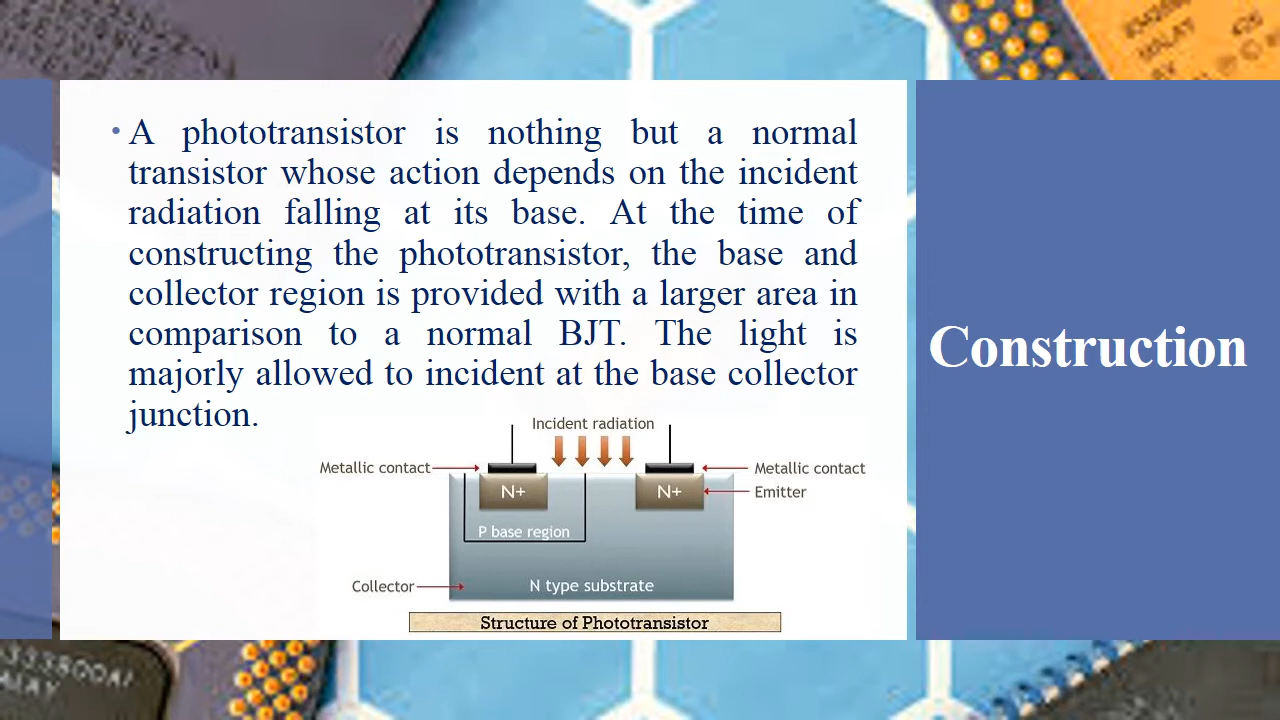 • A phototransistor is nothing but a normal
transistor whose action depends on the incident
radiation falling at its base. At the time of
constructing the phototransistor, the base and
collector region is provided with a larger area in
comparison to a normal BJT. The light is
majorly allowed to incident at the base collector
junction.
Construction
Incident radiation
Metallic contact
Metallic contact
N+
N+
Emitter
P base region
Collector
N type substrate
Structure of Phototransistor